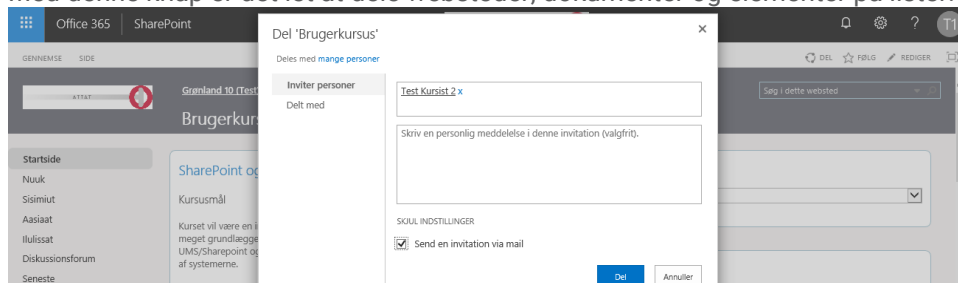 Med denne knap er det let at dele websteder, dokumenter og elementer på listen
Office 365 SharePoint
T1
Del 'Brugerkursus' x
Deles med mange personer
GENNEMSE SIDE
DEL FØLG REDIGER
Inviter personer
Delt med
Test Kursist 2 x
Skriv en personlig meddelelse i denne invitation (valgfrit).
SKJUL INDSTILLINGER
Send en invitation via mail
Del Annuller
ATTAT
Grønland 10 (Test
Brugerkur
Søg i dette websted
Startside
Nuuk
Sisimiut
Aasiaat
Ilulissat
Diskussionsforum
Seneste
SharePoint og
Kursusmål
Kurset vil være en i
meget grundlægge
UMS/Sharepoint og
af systemerne.